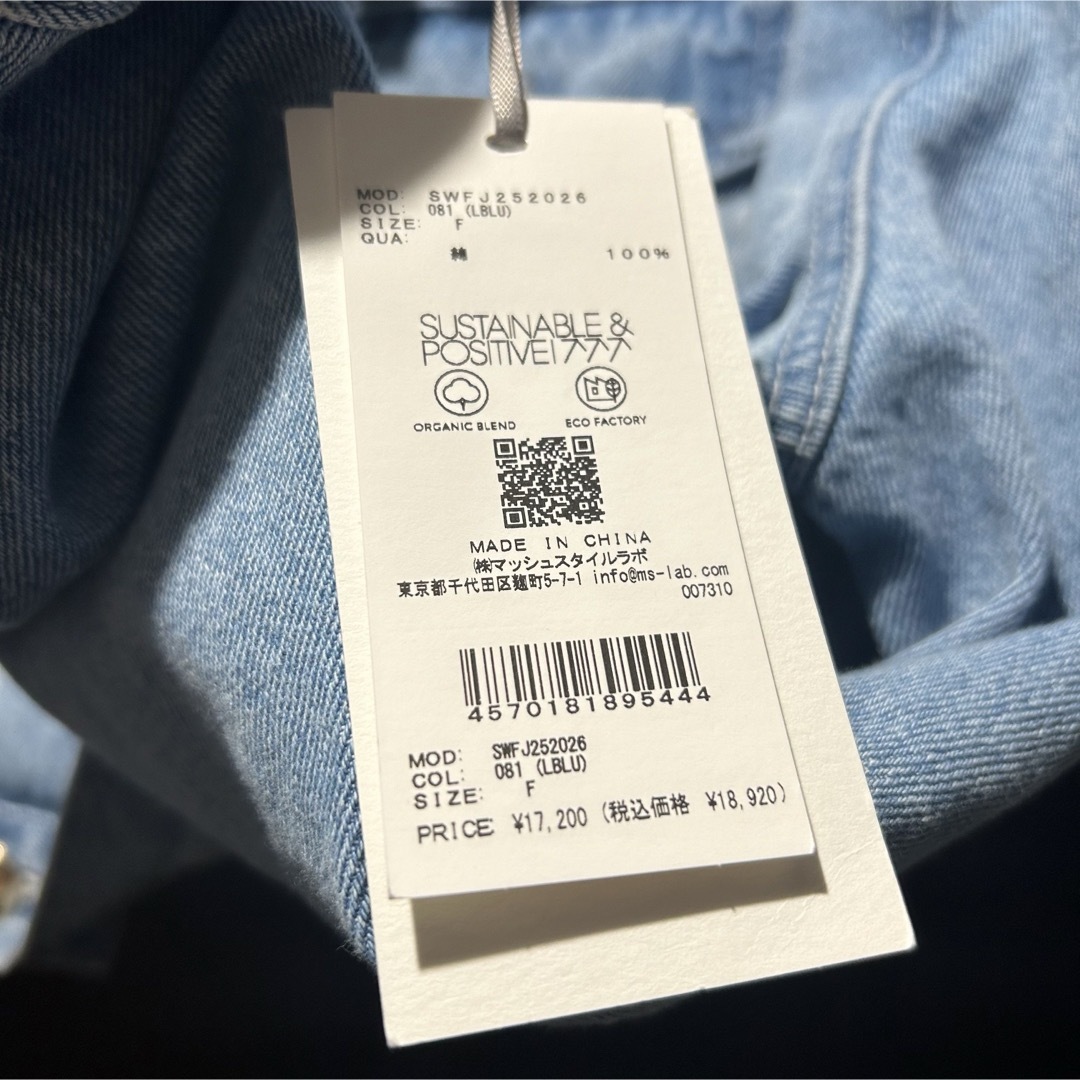 MOD: SWFJ252026
COL: 081 (LBLU)
SIZE: F
QUA:
綿 100%
SUSTAINABLE &
POSITIVE!
ORGANIC BLEND ECO FACTORY
MADE IN CHINA
㈱マッシュスタイルラボ
東京都千代田区麹町5-7-1 info@ms-lab.com
007310
4570181895444
MOD: SWFJ252026
COL: 081 (LBLU)
SIZE: F
PRICE ¥17,200 (税込価格 ¥18,920)